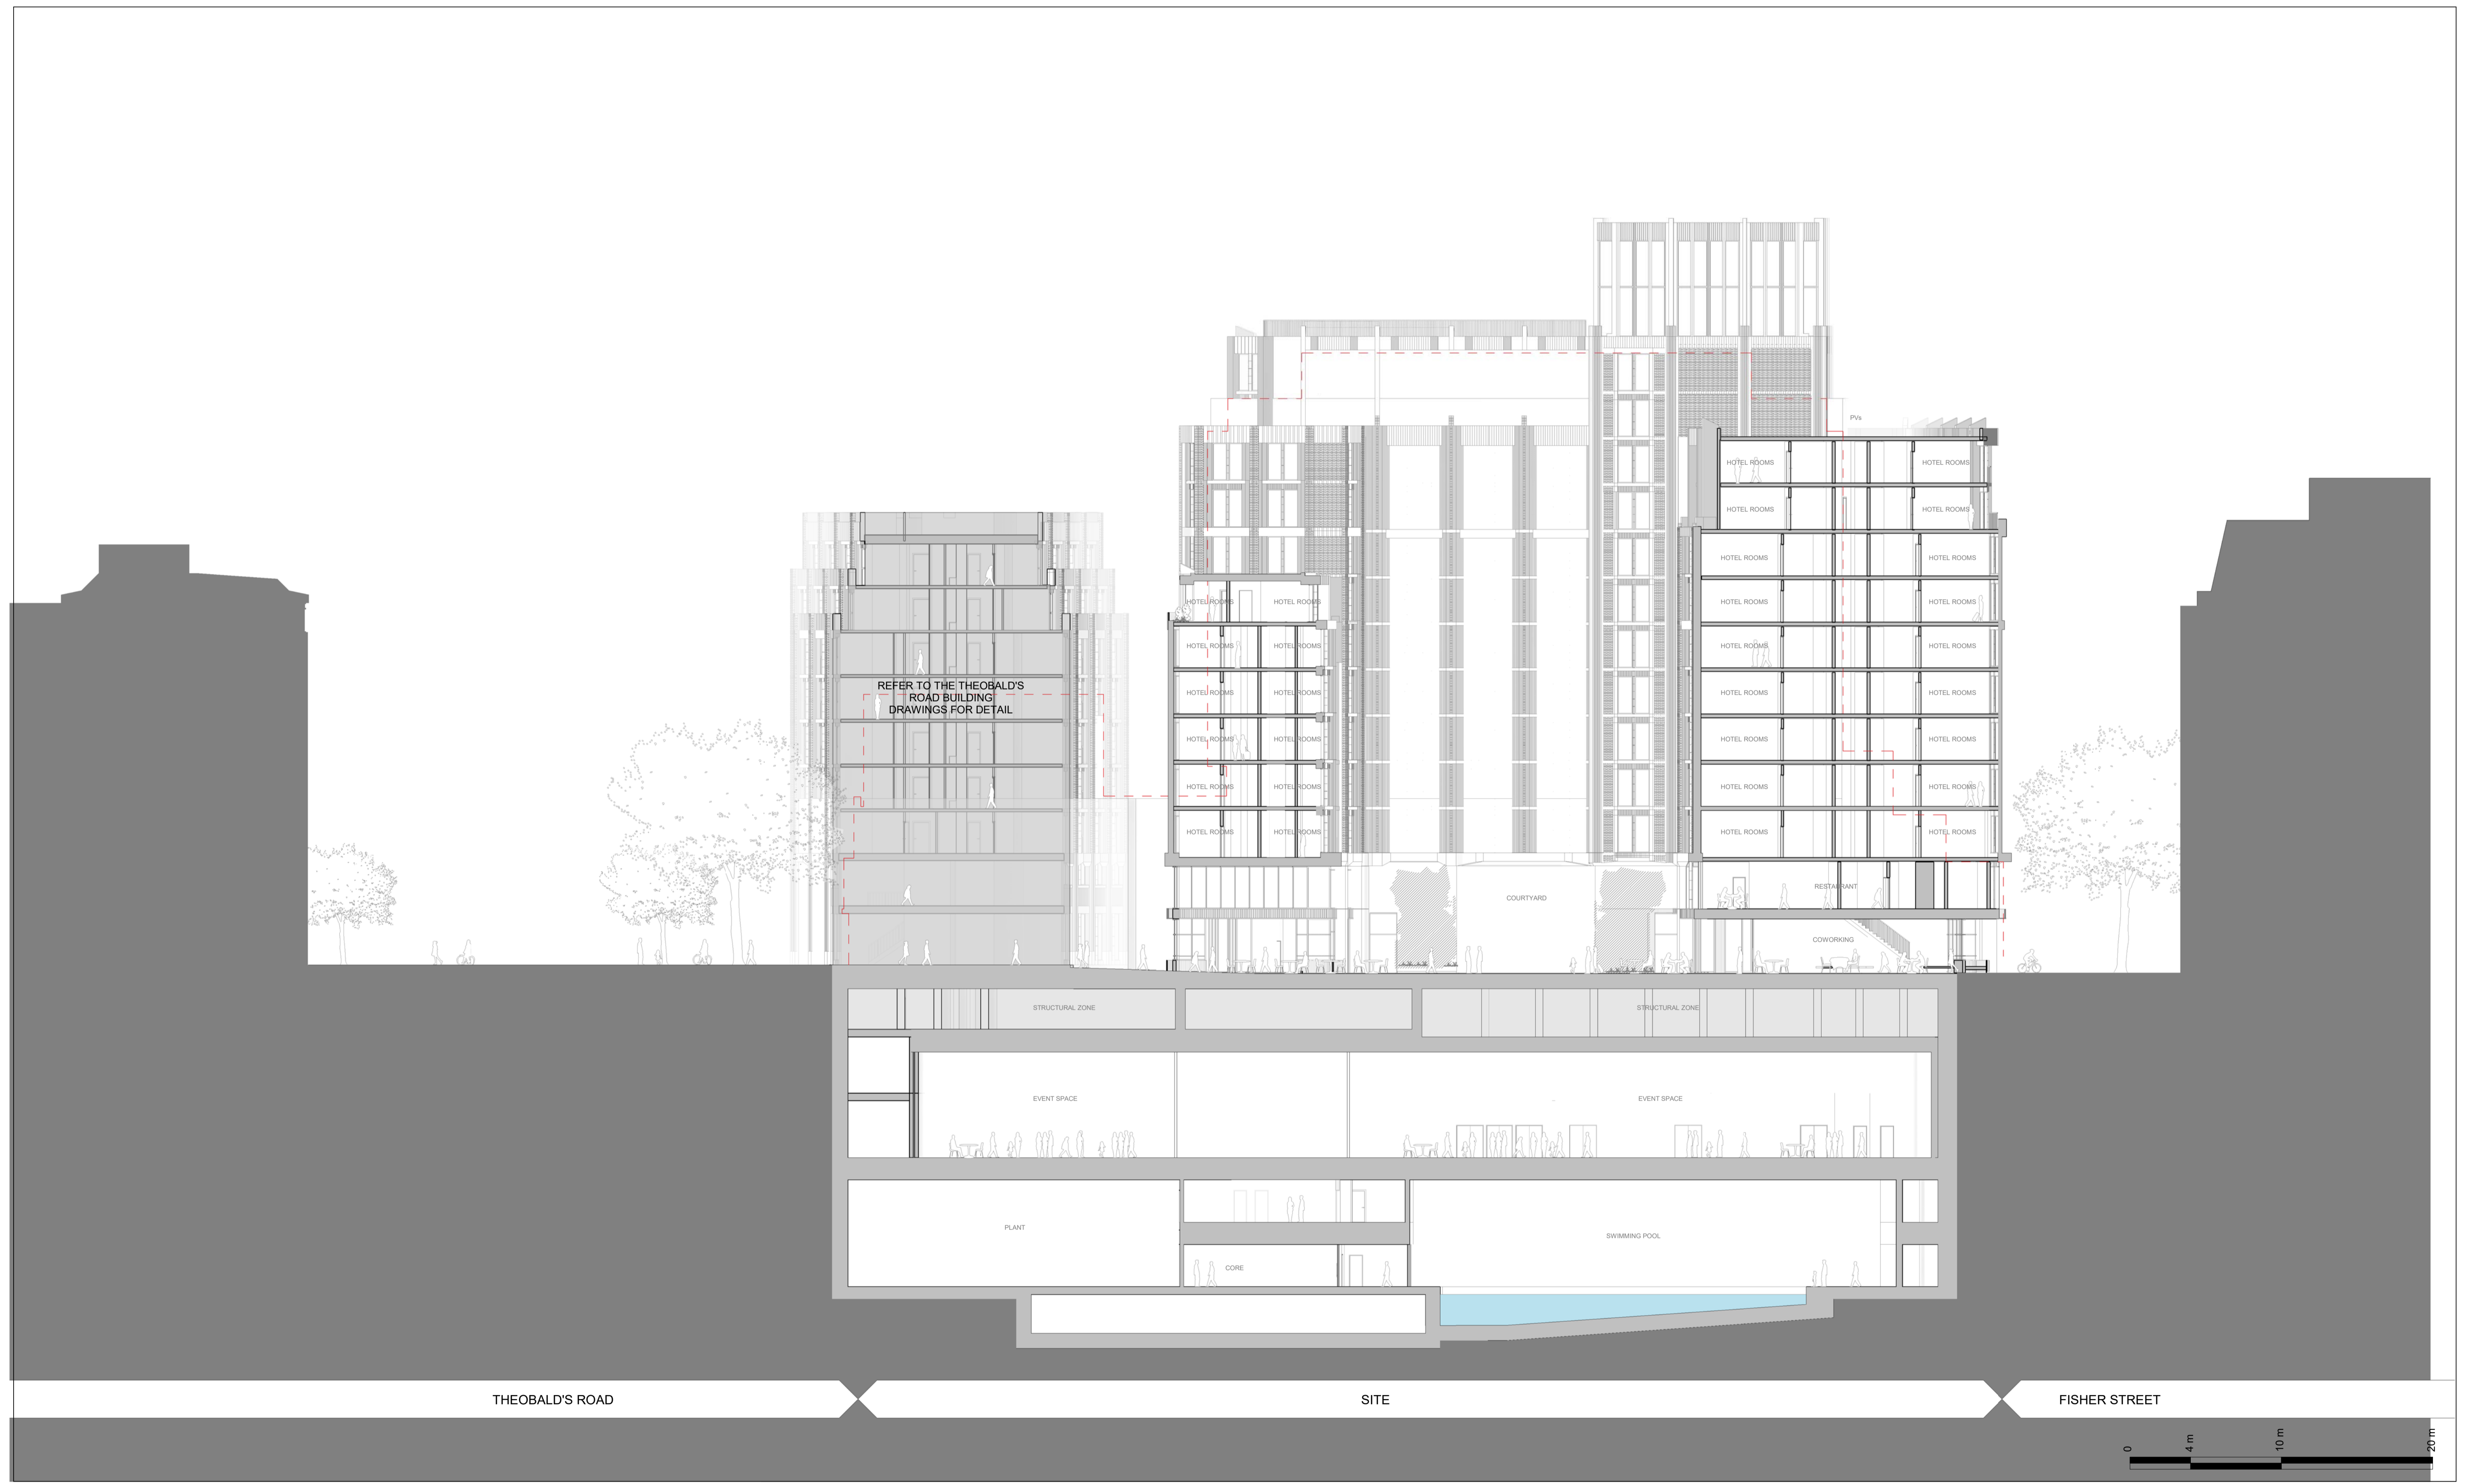 PVs
HOTEL ROOMS HOTEL ROOMS
HOTEL ROOMS HOTEL ROOMS
HOTEL ROOMS HOTEL ROOMS
HOTEL ROOMS HOTEL ROOMS HOTEL ROOMS HOTEL ROOMS
HOTEL ROOMS HOTEL ROOMS HOTEL ROOMS HOTEL ROOMS
REFER TO THE THEOBALD'S
ROAD BUILDING
DRAWINGS FOR DETAIL
HOTEL ROOMS HOTEL ROOMS HOTEL ROOMS HOTEL ROOMS
HOTEL ROOMS HOTEL ROOMS HOTEL ROOMS HOTEL ROOMS
HOTEL ROOMS HOTEL ROOMS HOTEL ROOMS HOTEL ROOMS
HOTEL ROOMS HOTEL ROOMS HOTEL ROOMS HOTEL ROOMS
RESTAURANT
COURTYARD
COWORKING
STRUCTURAL ZONE STRUCTURAL ZONE
EVENT SPACE EVENT SPACE
PLANT
SWIMMING POOL
CORE
THEOBALD'S ROAD SITE FISHER STREET
0 4 m 10 m 20 m